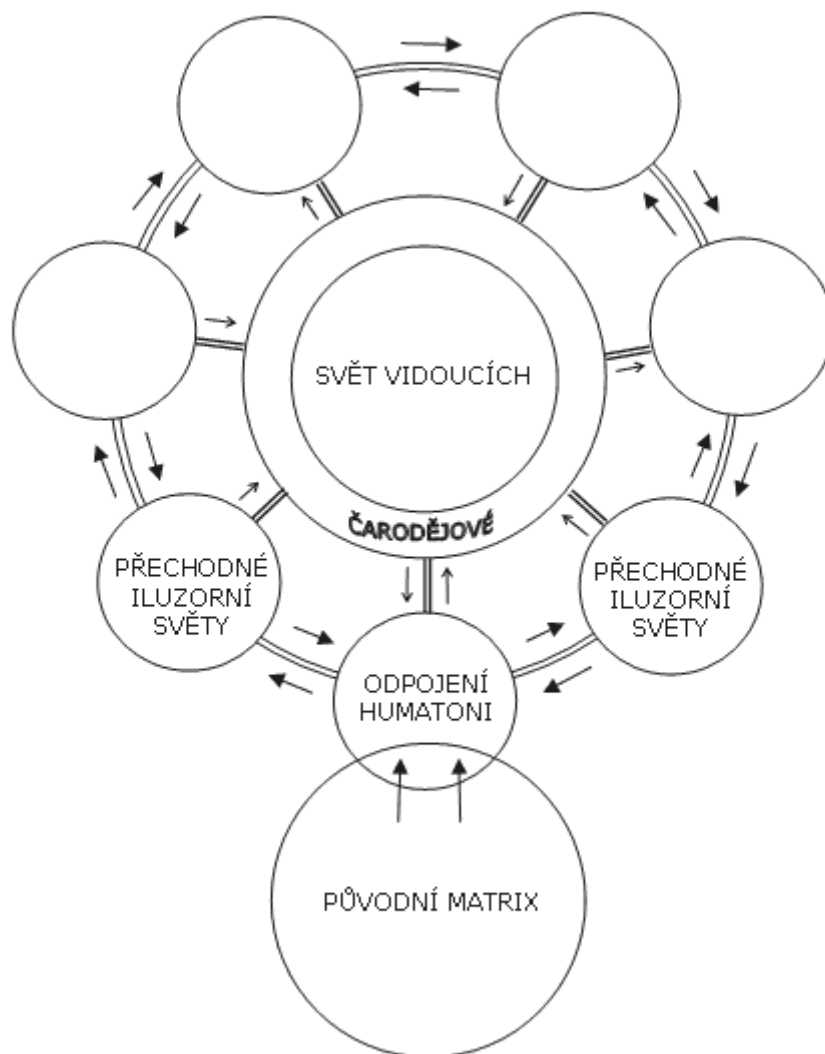 SVĚT VIDOUCÍCH
ČARODĚJOVÉ
PŘECHODNÉ
ILUZORNÍ
SVĚTY
PŘECHODNÉ
ILUZORNÍ
SVĚTY
ODPOJENÍ
HUMATONI
PŮVODNÍ MATRIX